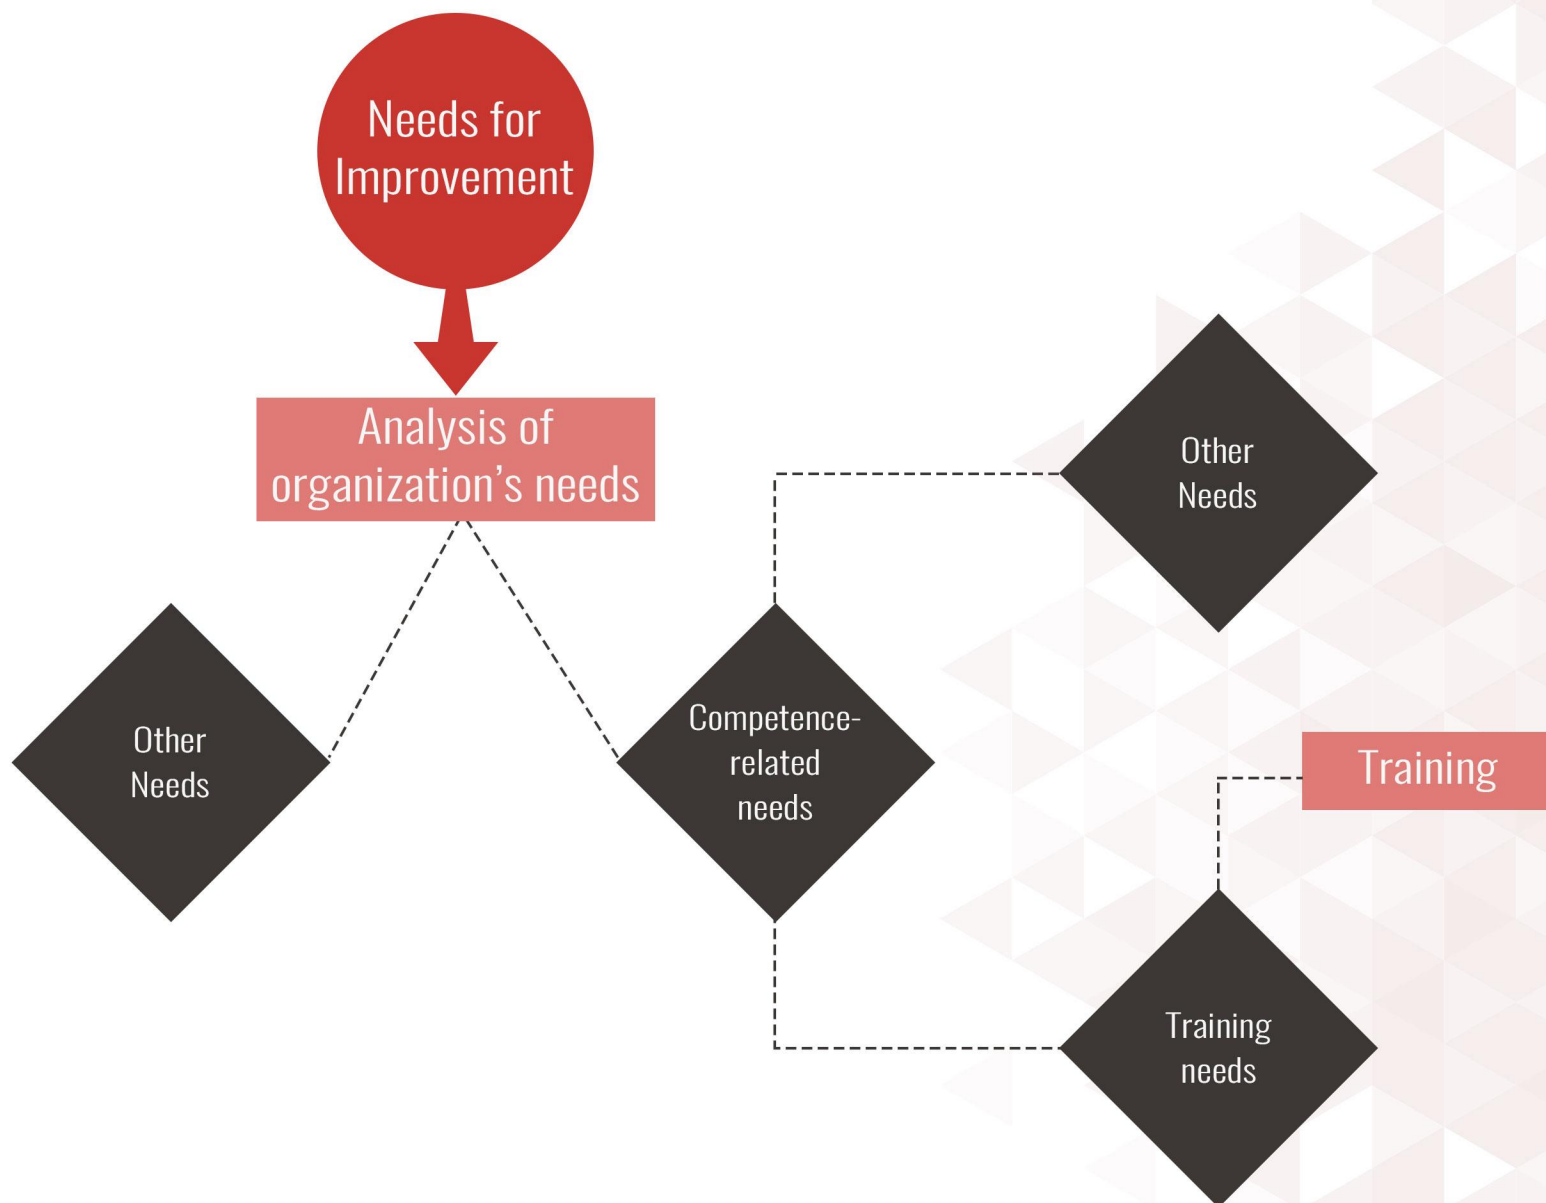 Needs for
Improvement
Analysis of
organization’s needs
Other
Needs
Other
Needs
Competence-
related
needs
Training
Training
needs